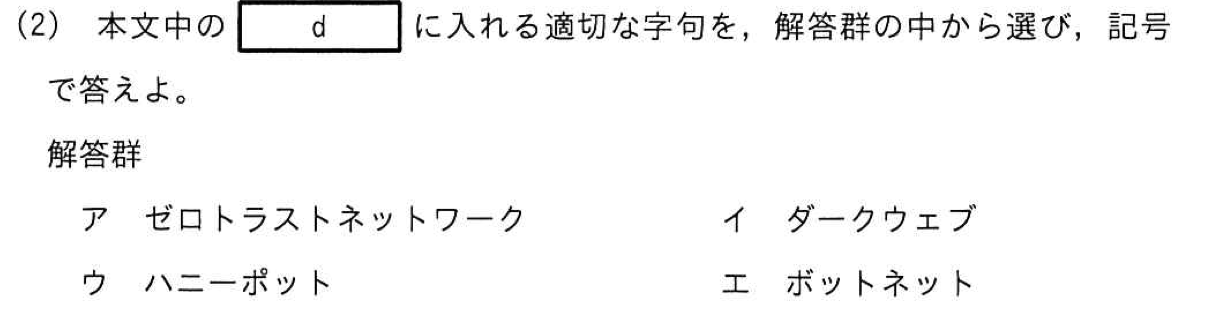 (2) 本文中の d に入れる適切な字句を，解答群の中から選び，記号
で答えよ。
解答群
ア ゼロトラストネットワーク イ ダークウェブ
ウ ハニーポット エ ボットネット